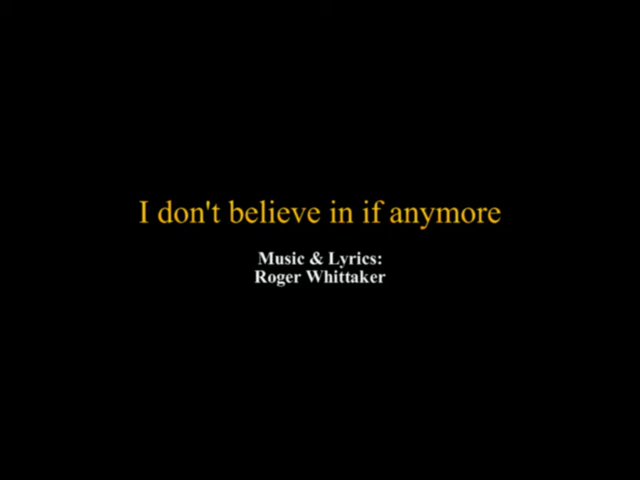 I don't believe in if anymore
Music & Lyrics:
Roger Whittaker